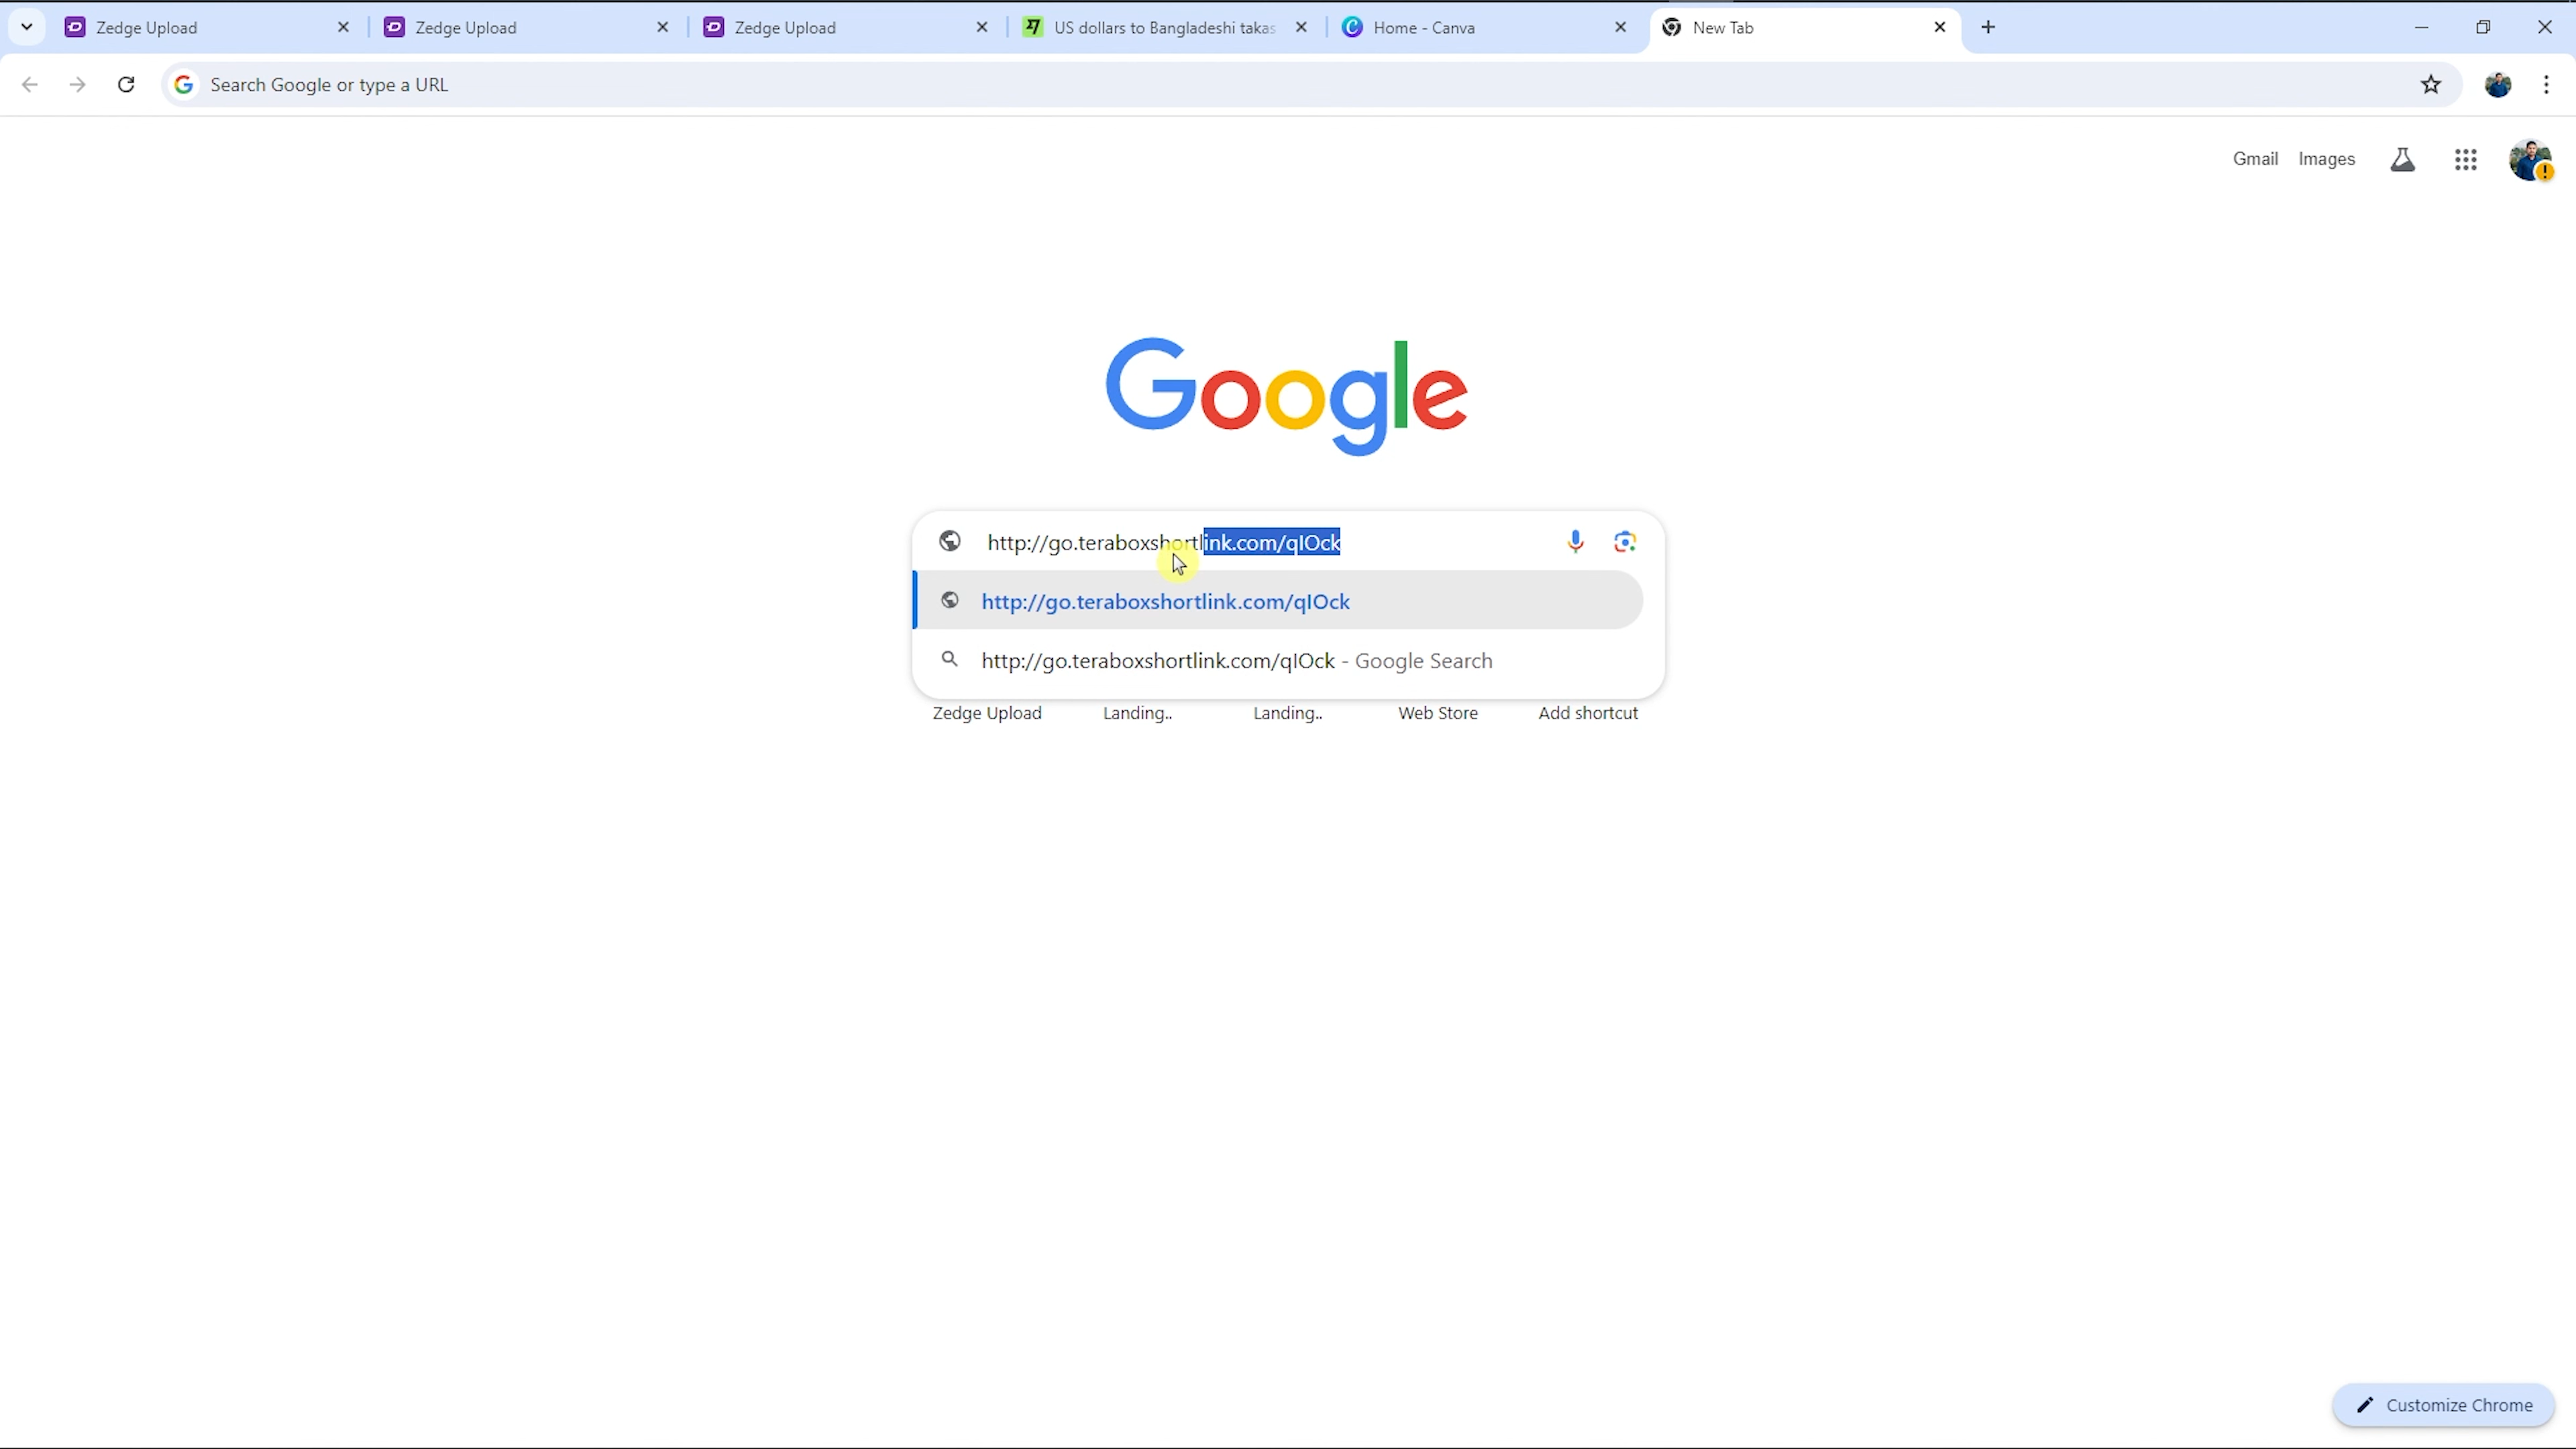 Zedge Upload
Zedge Upload
Zedge Upload
US dollars to Bangladeshi takas
Home - Canva
New Tab
Search Google or type a URL
Gmail
Images
Google
http://go.teraboxshortlink.com/qIOck
http://go.teraboxshortlink.com/qIOck
http://go.teraboxshortlink.com/qIOck - Google Search
Zedge Upload
Landing..
Landing..
Web Store
Add shortcut
Customize Chrome